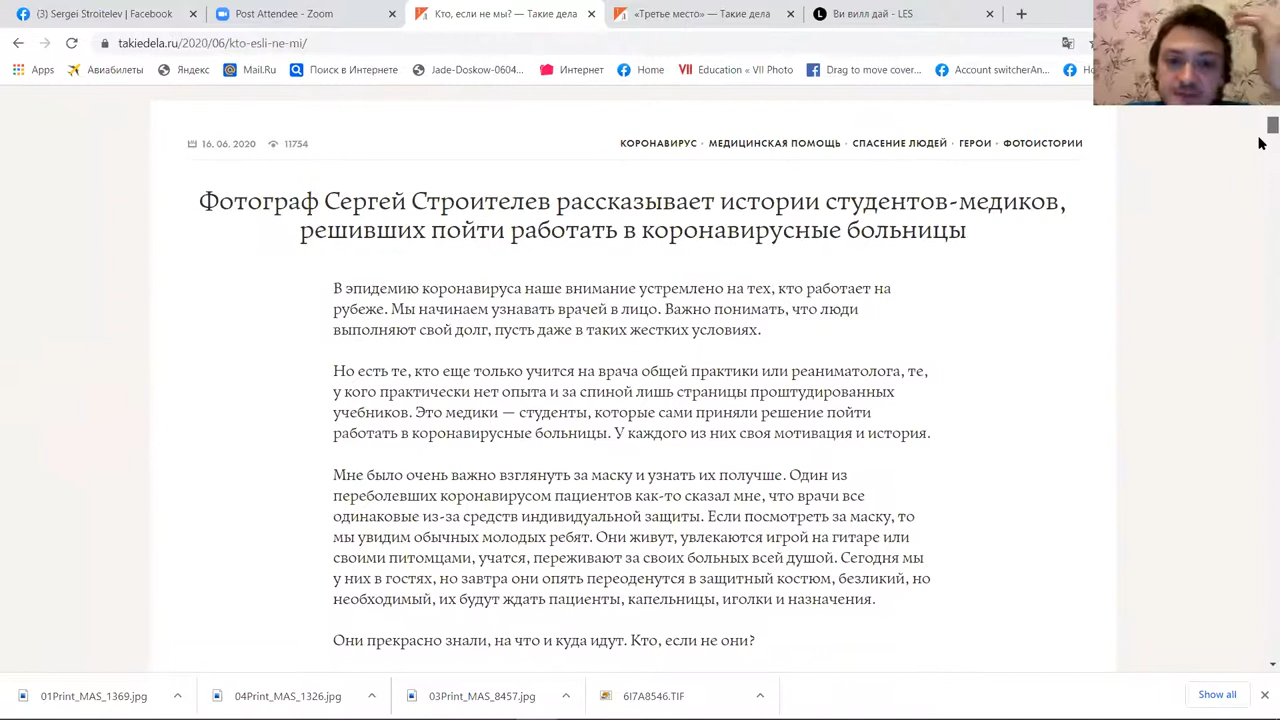 (3) Sergei Stroitelev | Facebook
Post Attendee - Zoom
Кто, если не мы? — Такие дела
«Третье место» — Такие дела
Ви вилл дай - LES
takiedela.ru/2020/06/kto-esli-ne-mi/
Apps
Авиабилеты
Яндекс
Mail.Ru
Поиск в Интернете
Jade-Doskow-0604...
Интернет
Home
Education « VII Photo
Drag to move cover...
Account switcherAn...
16. 06. 2020 11754
КОРОНАВИРУС · МЕДИЦИНСКАЯ ПОМОЩЬ · СПАСЕНИЕ ЛЮДЕЙ · ГЕРОИ · ФОТОИСТОРИИ
Фотограф Сергей Строителев рассказывает истории студентов-медиков,
решивших пойти работать в коронавирусные больницы
В эпидемию коронавируса наше внимание устремлено на тех, кто работает на
рубеже. Мы начинаем узнавать врачей в лицо. Важно понимать, что люди
выполняют свой долг, пусть даже в таких жестких условиях.
Но есть те, кто еще только учится на врача общей практики или реаниматолога, те,
у кого практически нет опыта и за спиной лишь страницы проштудированных
учебников. Это медики — студенты, которые сами приняли решение пойти
работать в коронавирусные больницы. У каждого из них своя мотивация и история.
Мне было очень важно взглянуть за маску и узнать их получше. Один из
переболевших коронавирусом пациентов как-то сказал мне, что врачи все
одинаковые из-за средств индивидуальной защиты. Если посмотреть за маску, то
мы увидим обычных молодых ребят. Они живут, увлекаются игрой на гитаре или
своими питомцами, учатся, переживают за своих больных всей душой. Сегодня мы
у них в гостях, но завтра они опять переоденутся в защитный костюм, безликий, но
необходимый, их будут ждать пациенты, капельницы, иголки и назначения.
Они прекрасно знали, на что и куда идут. Кто, если не они?
01Print_MAS_1369.jpg
04Print_MAS_1326.jpg
03Print_MAS_8457.jpg
6I7A8546.TIF
Show all